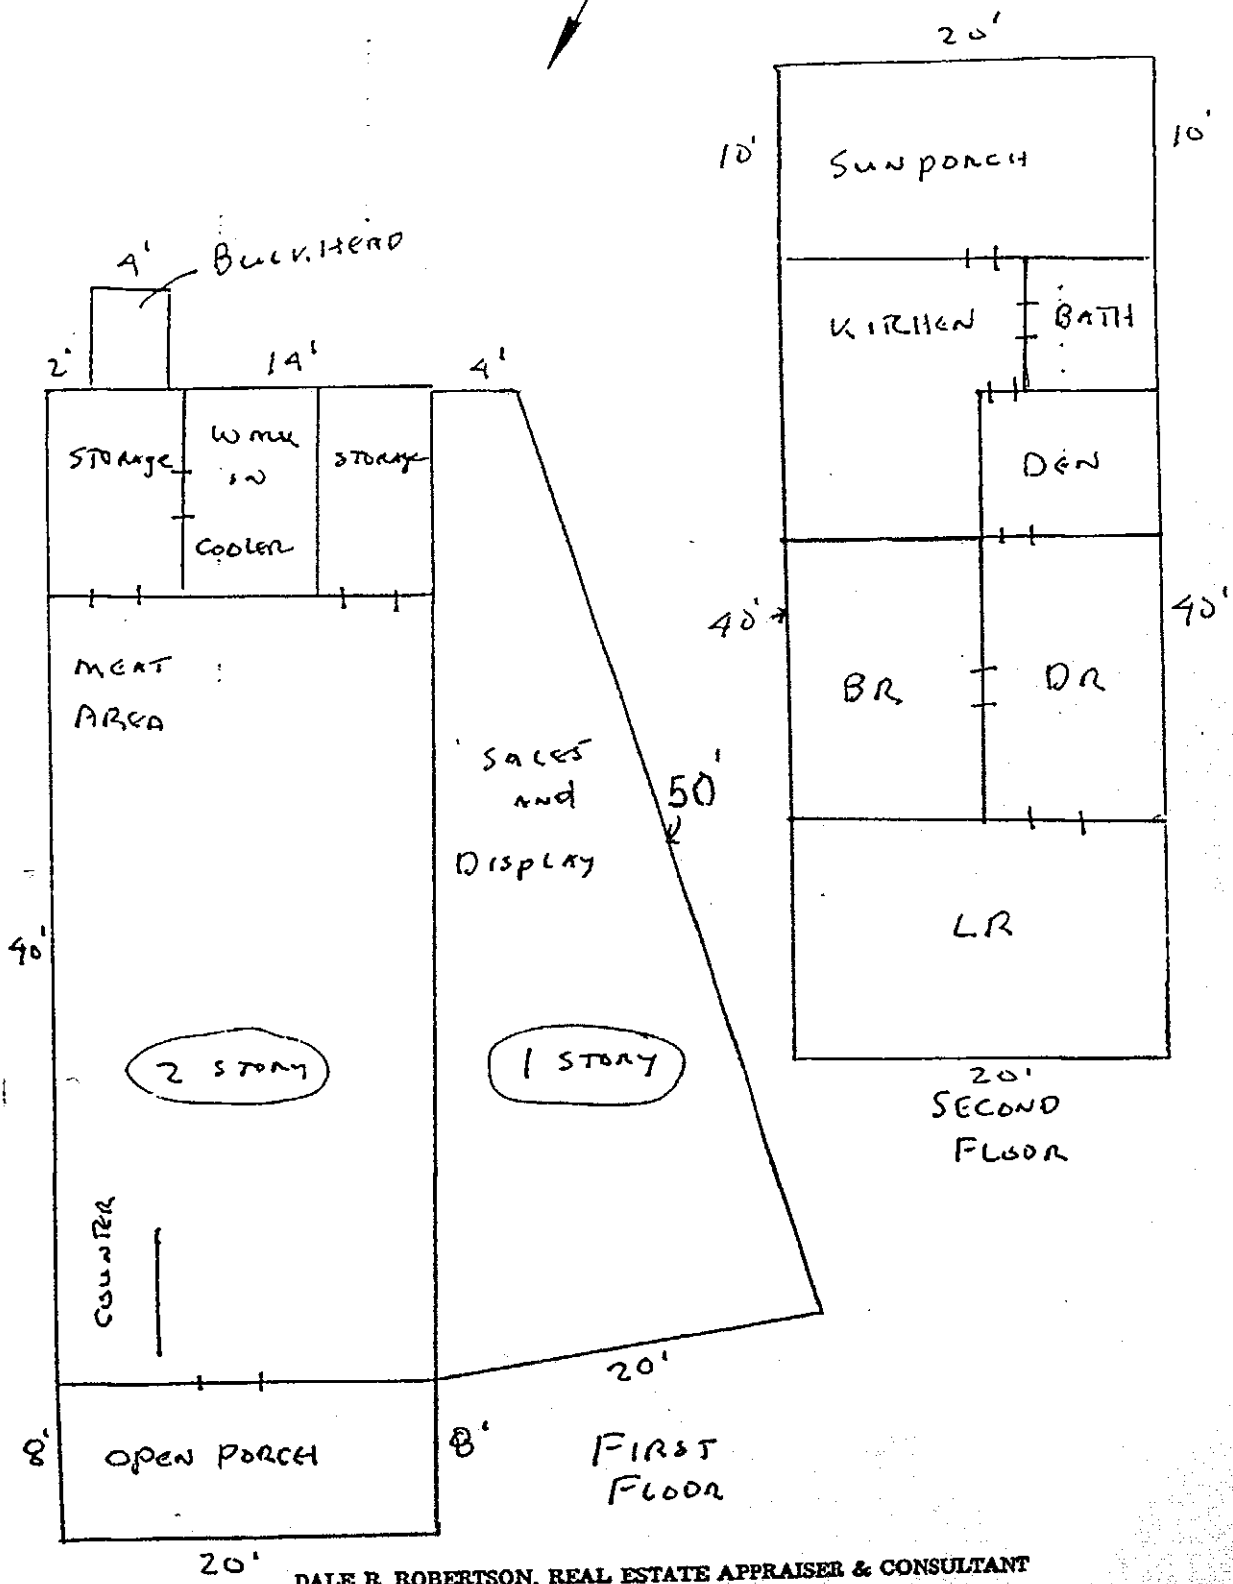 20'
10'
10'
SUNPORCH
4'
BULKHEAD
KITCHEN
BATH
2'
14'
4'
STORAGE
WALK
IN
COOLER
STORAGE
DEN
40'
40'
MEAT
AREA
BR
DR
SALES
AND
DISPLAY
50'
LR
40'
2 STORY
1 STORY
20'
SECOND
FLOOR
COUNTER
20'
8'
OPEN PORCH
8'
FIRST
FLOOR
20'
DALE R. ROBERTSON, REAL ESTATE APPRAISER & CONSULTANT